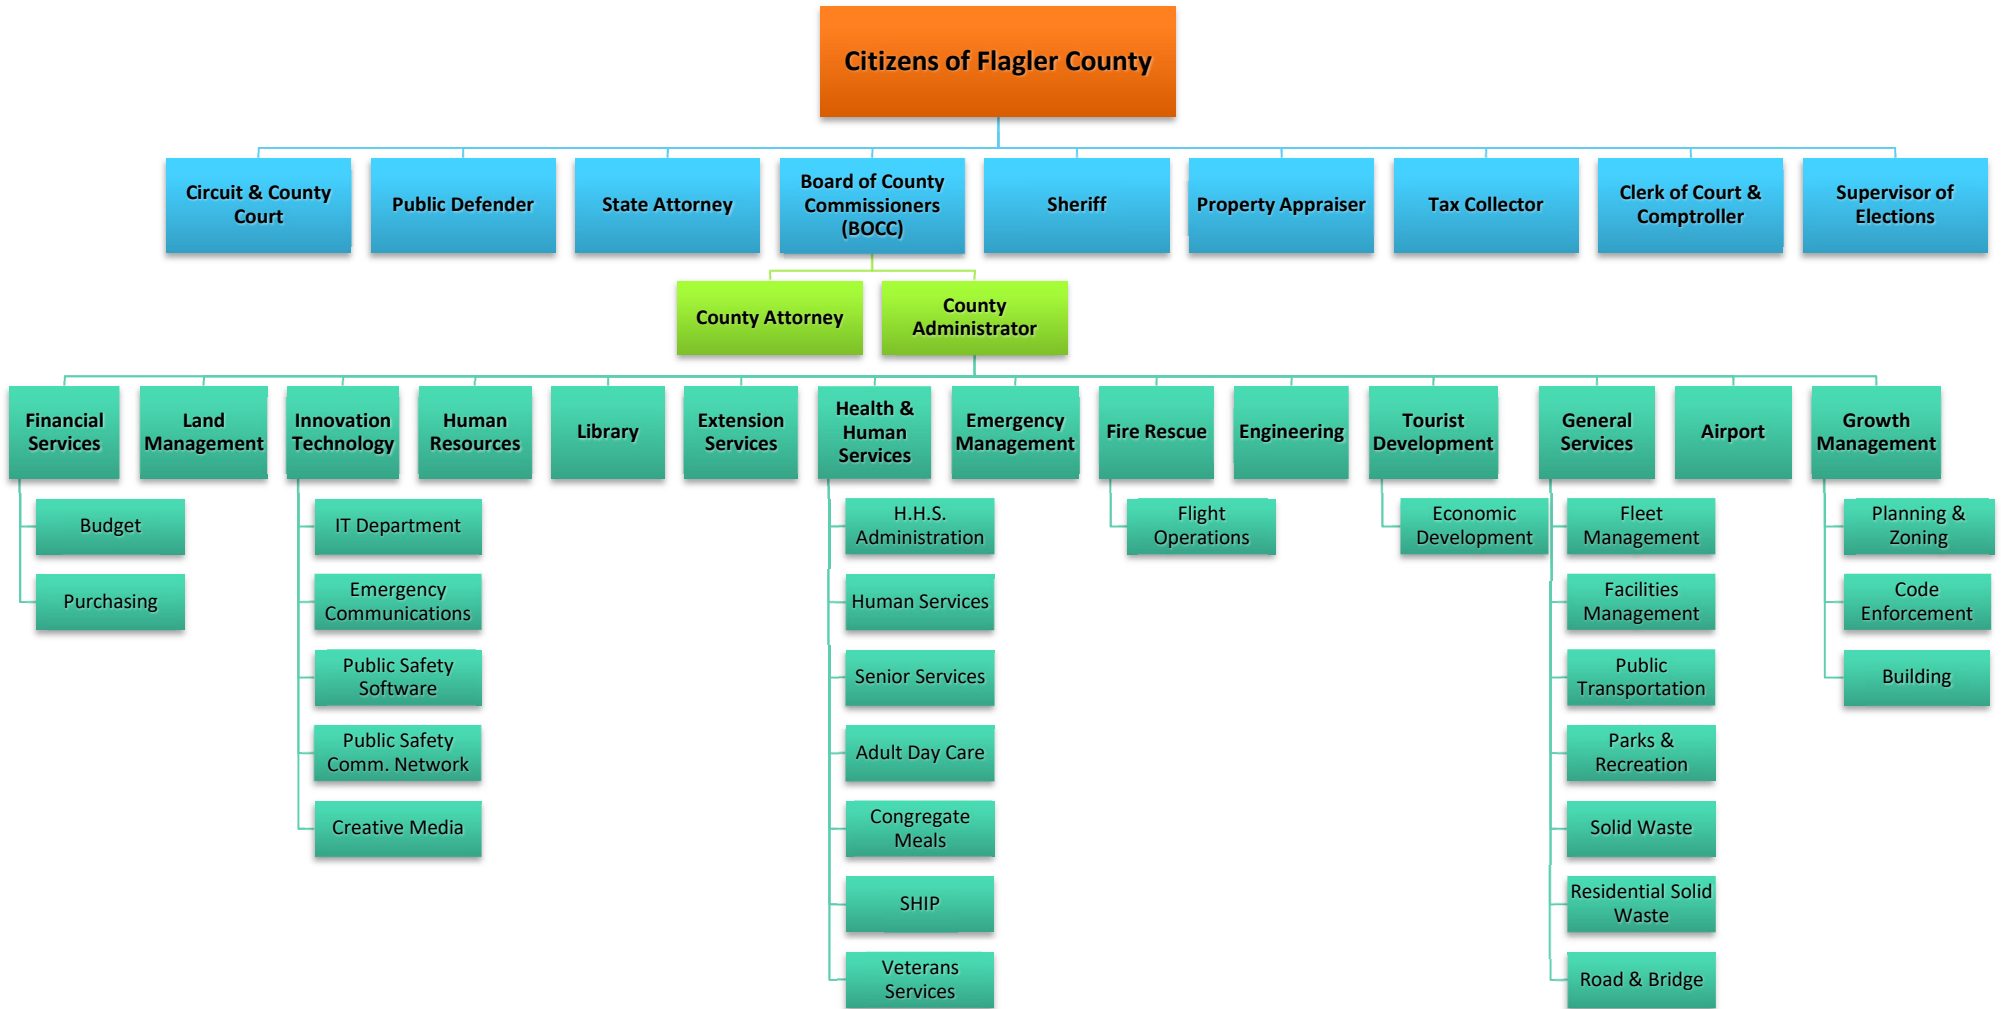 Citizens of Flagler County
Circuit & County
Court
Public Defender
State Attorney
Board of County
Commissioners
(BOCC)
Sheriff
Property Appraiser
Tax Collector
Clerk of Court &
Comptroller
Supervisor of
Elections
County Attorney
County
Administrator
Financial
Services
Land
Management
Innovation
Technology
Human
Resources
Library
Extension
Services
Health &
Human
Services
Emergency
Management
Fire Rescue
Engineering
Tourist
Development
General
Services
Airport
Growth
Management
Budget
Purchasing
IT Department
Emergency
Communications
Public Safety
Software
Public Safety
Comm. Network
Creative Media
H.H.S.
Administration
Human Services
Senior Services
Adult Day Care
Congregate
Meals
SHIP
Veterans
Services
Flight
Operations
Economic
Development
Fleet
Management
Facilities
Management
Public
Transportation
Parks &
Recreation
Solid Waste
Residential Solid
Waste
Road & Bridge
Planning &
Zoning
Code
Enforcement
Building